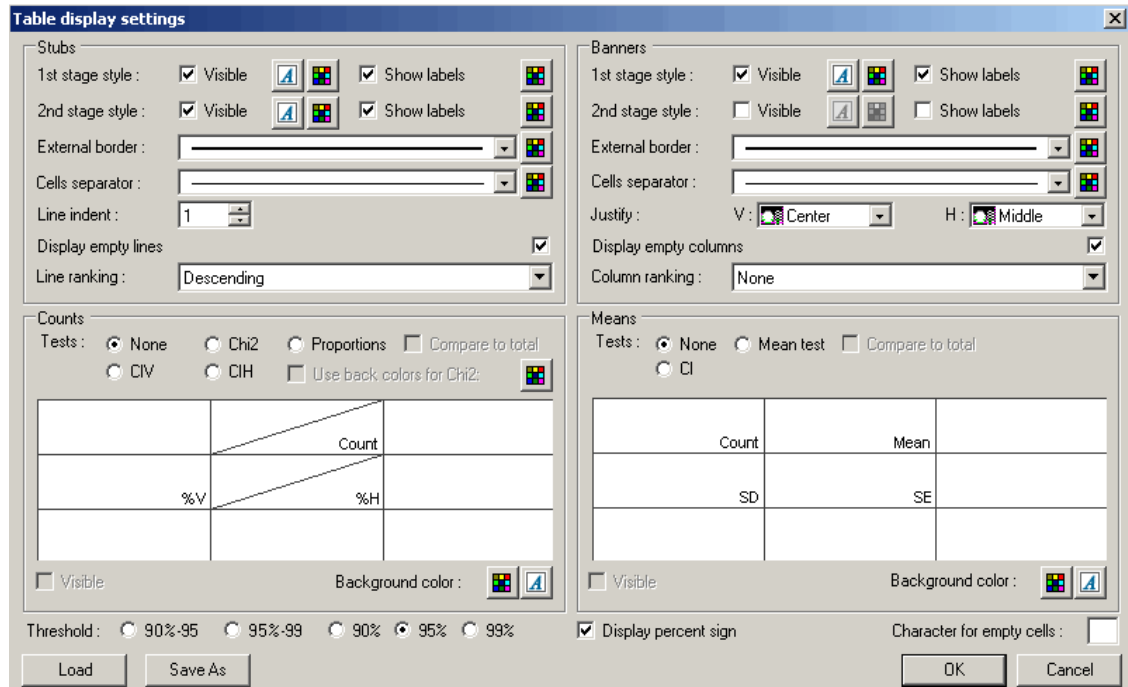 Table display settings
Stubs
1st stage style : Visible A Show labels
2nd stage style : Visible A Show labels
External border :
Cells separator :
Line indent : 1
Display empty lines
Line ranking : Descending
Banners
1st stage style : Visible A Show labels
2nd stage style : Visible A Show labels
External border :
Cells separator :
Justify : V : Center H : Middle
Display empty columns
Column ranking : None
Counts
Tests : None Chi2 Proportions Compare to total
CIV CIH Use back colors for Chi2:
Count
%V %H
Visible Background color : A
Means
Tests : None Mean test Compare to total
CI
Count Mean
SD SE
Visible Background color : A
Threshold : 90%-95 95%-99 90% 95% 99% Display percent sign Character for empty cells :
Load Save As OK Cancel